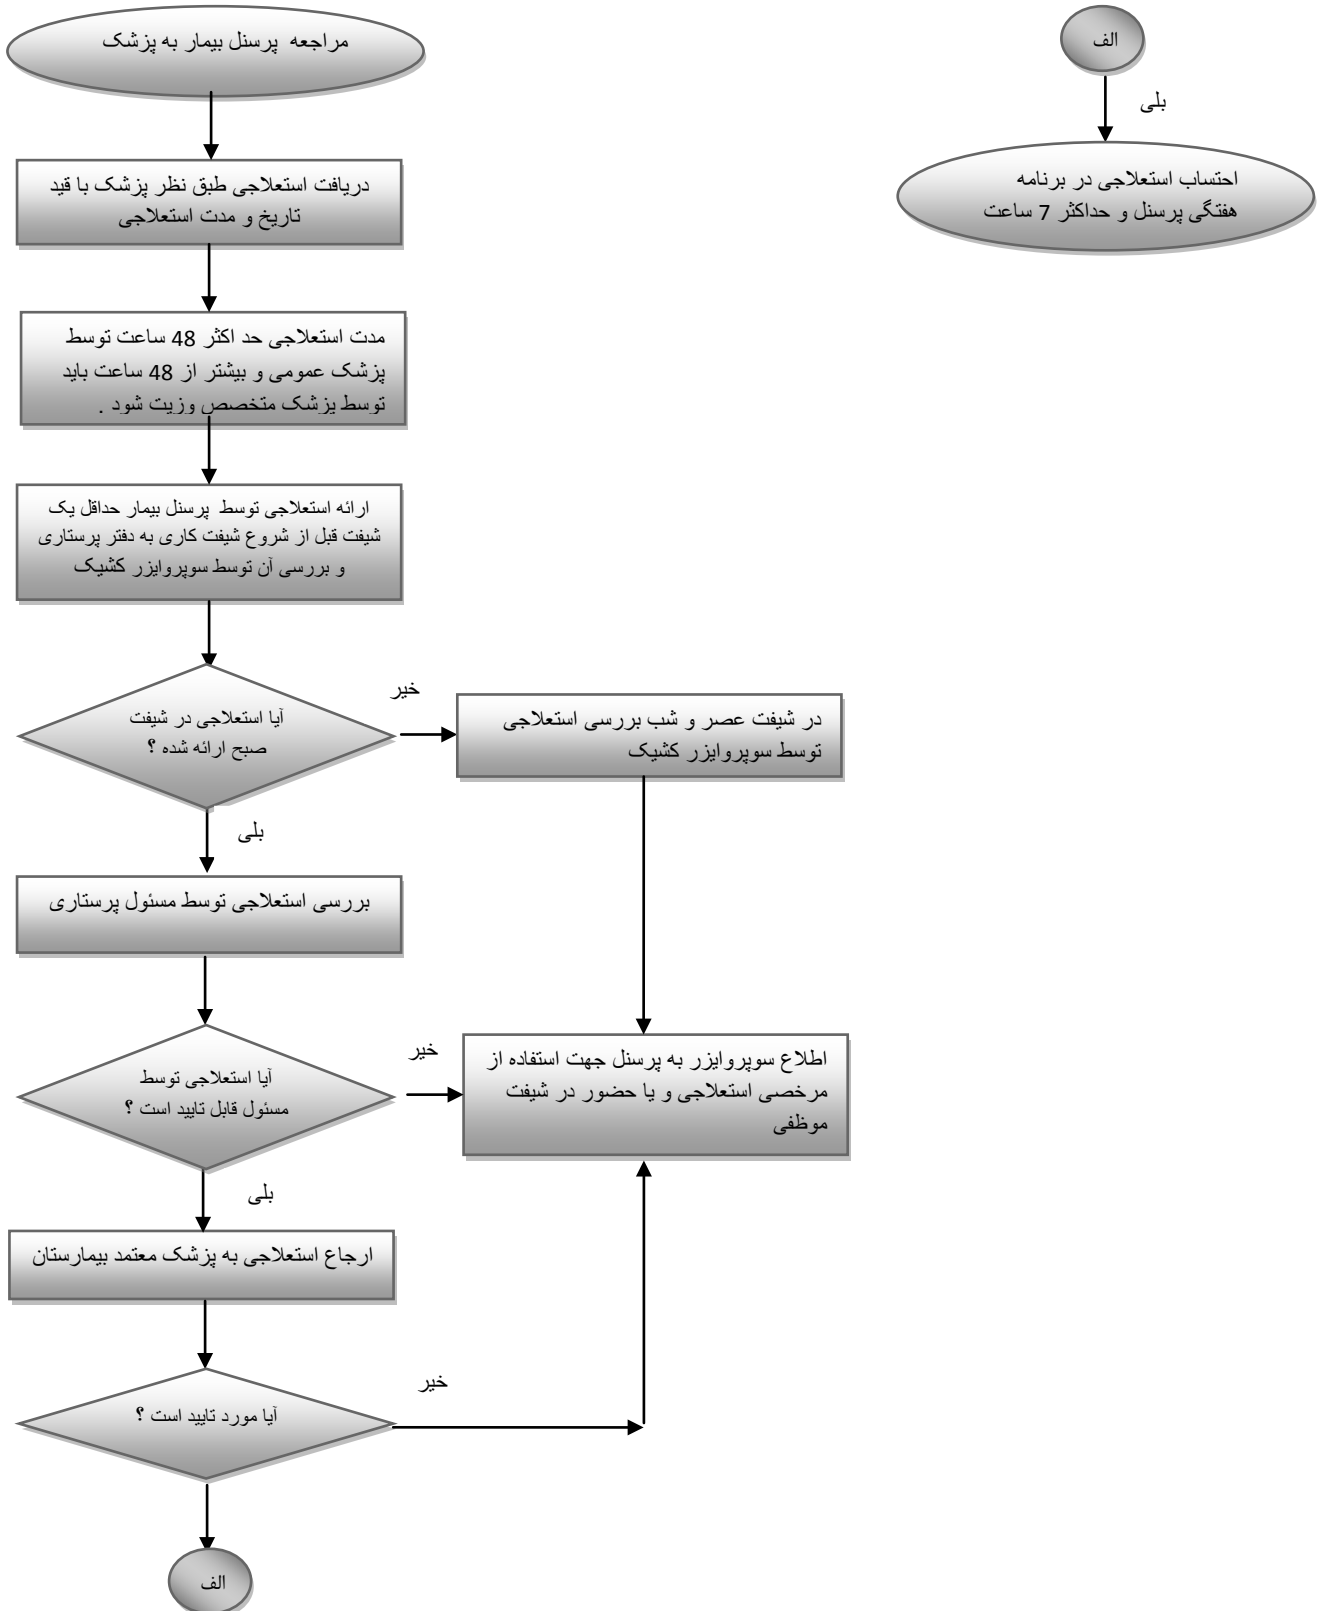 مراجعه پرسنل بیمار به پزشک
دریافت استعلاجی طبق نظر پزشک با قید
تاریخ و مدت استعلاجی
مدت استعلاجی حد اکثر 48 ساعت توسط
پزشک عمومی و بیشتر از 48 ساعت باید
توسط پزشک متخصص وزیت شود .
ارائه استعلاجی توسط پرسنل بیمار حداقل یک
شیفت قبل از شروع شیفت کاری به دفتر پرستاری
و بررسی آن توسط سوپروایزر کشیک
آیا استعلاجی در شیفت
صبح ارائه شده ؟
خیر
در شیفت عصر و شب بررسی استعلاجی
توسط سوپروایزر کشیک
بلی
بررسی استعلاجی توسط مسئول پرستاری
آیا استعلاجی توسط
مسئول قابل تایید است ؟
خیر
اطلاع سوپروایزر به پرسنل جهت استفاده از
مرخصی استعلاجی و یا حضور در شیفت
موظفی
بلی
ارجاع استعلاجی به پزشک معتمد بیمارستان
آیا مورد تایید است ؟
خیر
الف
الف
بلی
احتساب استعلاجی در برنامه
هفتگی پرسنل و حداکثر 7 ساعت